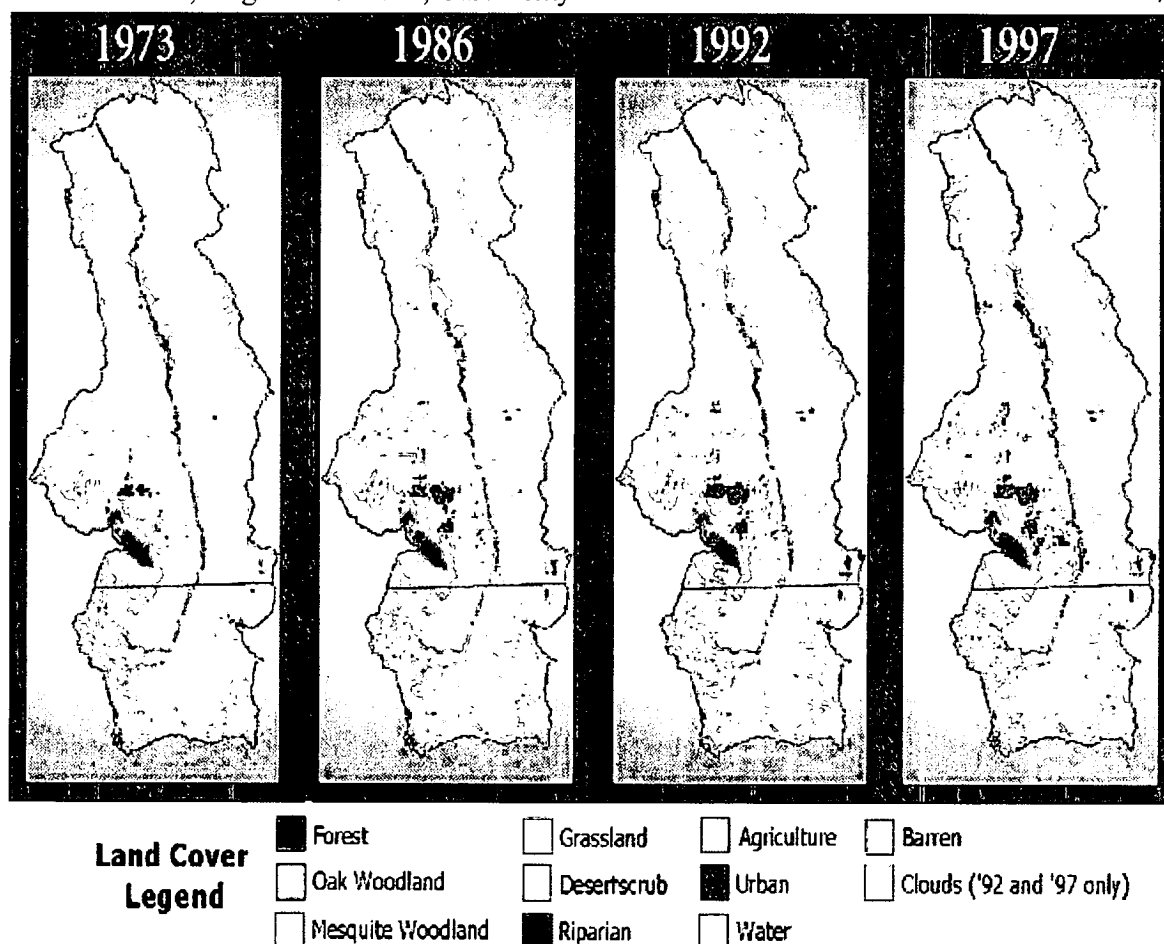 1973 1986 1992 1997
Land Cover Legend
Forest Grassland Agriculture Barren
Oak Woodland Desertscrub Urban Clouds ('92 and '97 only)
Mesquite Woodland Riparian Water